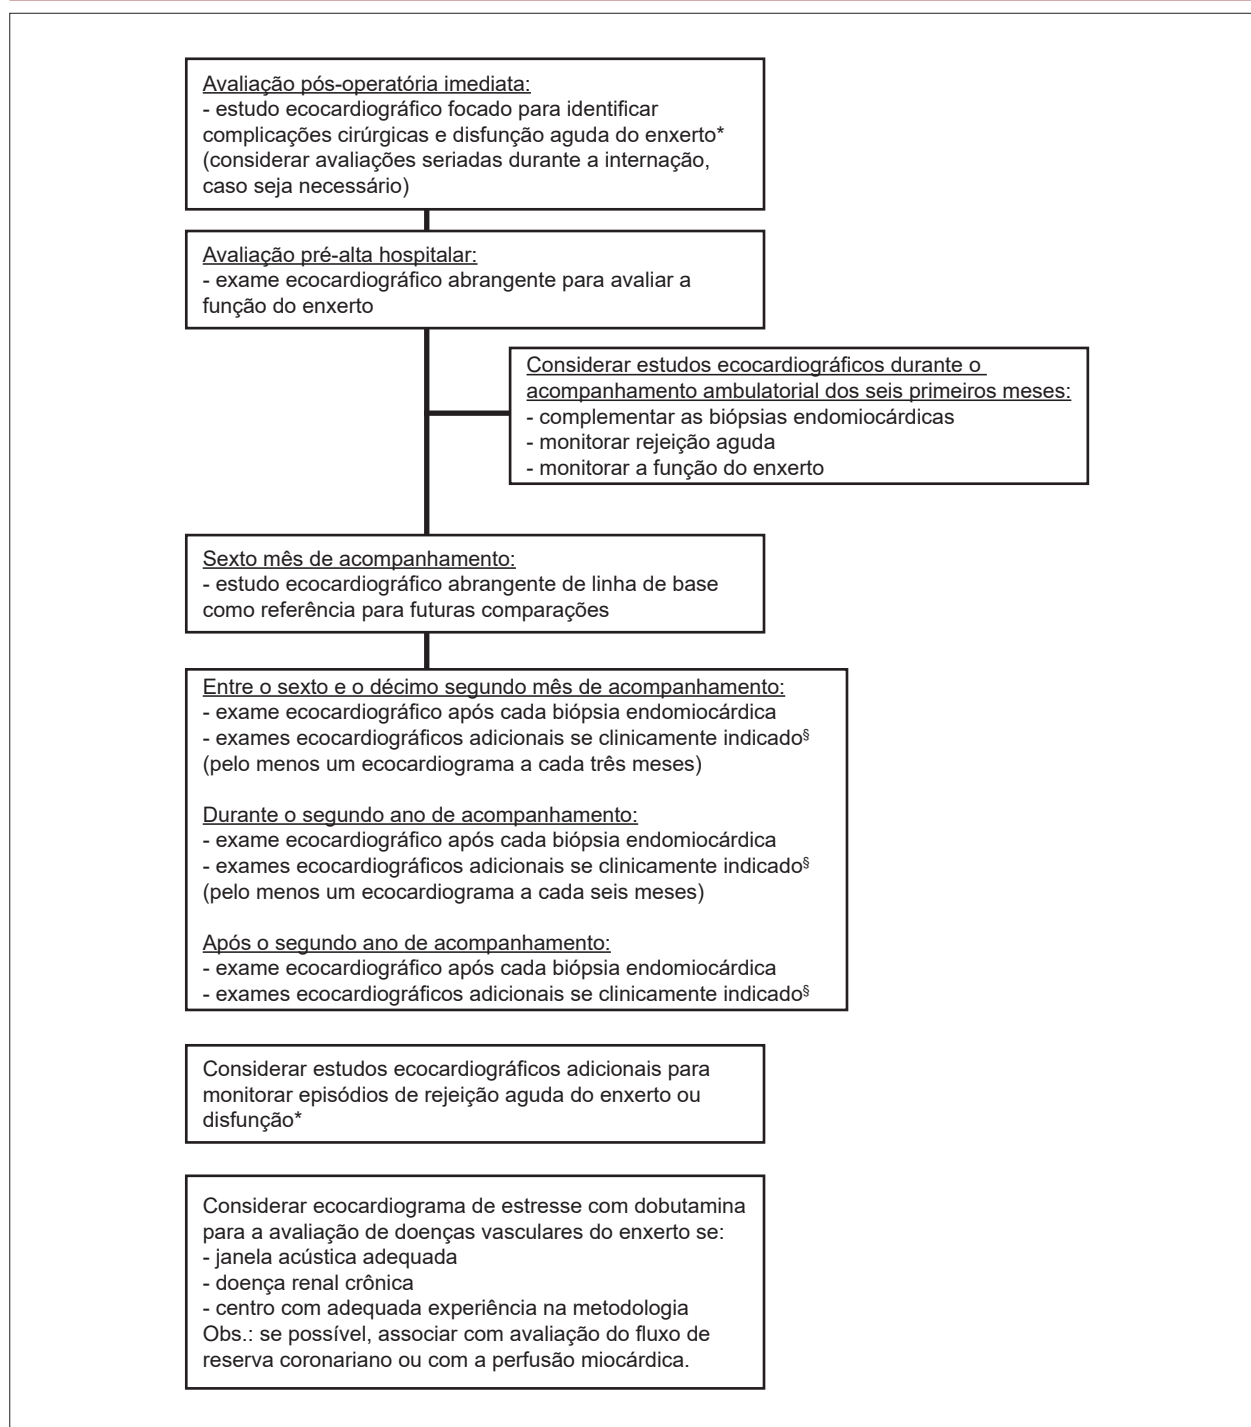 Avaliação pós-operatória imediata:
- estudo ecocardiográfico focado para identificar
complicações cirúrgicas e disfunção aguda do enxerto*
(considerar avaliações seriadas durante a internação,
caso seja necessário)
Avaliação pré-alta hospitalar:
- exame ecocardiográfico abrangente para avaliar a
função do enxerto
Considerar estudos ecocardiográficos durante o
acompanhamento ambulatorial dos seis primeiros meses:
- complementar as biópsias endomiocárdicas
- monitorar rejeição aguda
- monitorar a função do enxerto
Sexto mês de acompanhamento:
- estudo ecocardiográfico abrangente de linha de base
como referência para futuras comparações
Entre o sexto e o décimo segundo mês de acompanhamento:
- exame ecocardiográfico após cada biópsia endomiocárdica
- exames ecocardiográficos adicionais se clinicamente indicado§
(pelo menos um ecocardiograma a cada três meses)
Durante o segundo ano de acompanhamento:
- exame ecocardiográfico após cada biópsia endomiocárdica
- exames ecocardiográficos adicionais se clinicamente indicado§
(pelo menos um ecocardiograma a cada seis meses)
Após o segundo ano de acompanhamento:
- exame ecocardiográfico após cada biópsia endomiocárdica
- exames ecocardiográficos adicionais se clinicamente indicado§
Considerar estudos ecocardiográficos adicionais para
monitorar episódios de rejeição aguda do enxerto ou
disfunção*
Considerar ecocardiograma de estresse com dobutamina
para a avaliação de doenças vasculares do enxerto se:
- janela acústica adequada
- doença renal crônica
- centro com adequada experiência na metodologia
Obs.: se possível, associar com avaliação do fluxo de
reserva coronariano ou com a perfusão miocárdica.